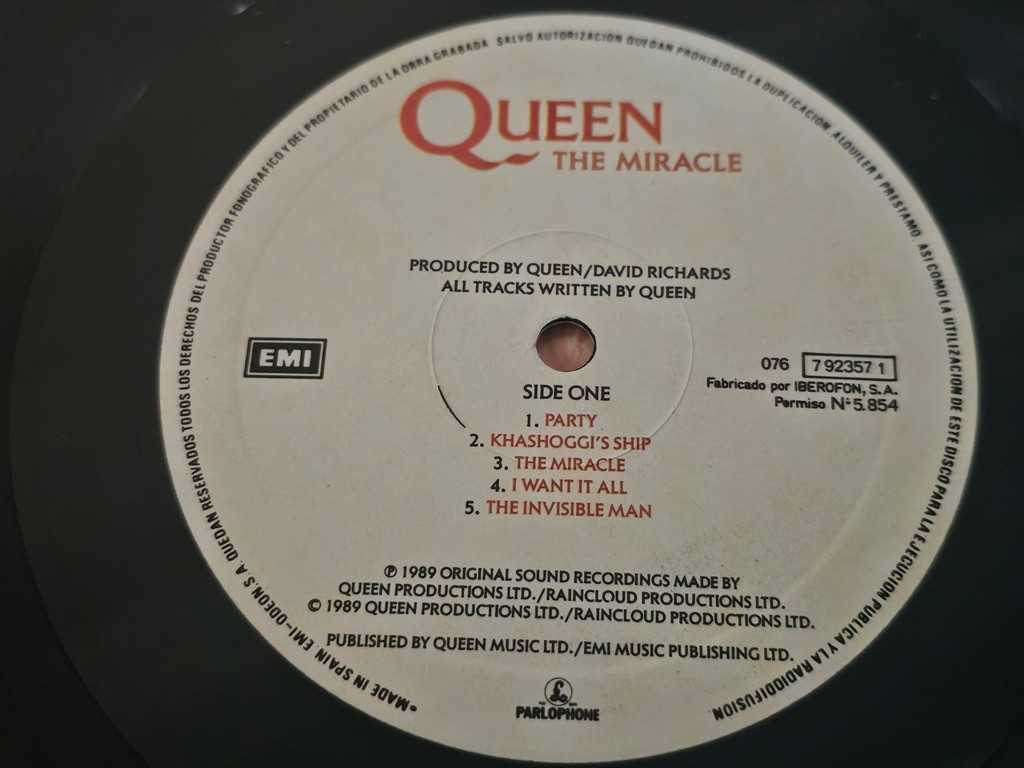 QUEEN
THE MIRACLE
PRODUCED BY QUEEN/DAVID RICHARDS
ALL TRACKS WRITTEN BY QUEEN
EMI
076 7 92357 1
Fabricado por IBEROFON, S.A.
Permiso Nº 5.854
SIDE ONE
1. PARTY
2. KHASHOGGI'S SHIP
3. THE MIRACLE
4. I WANT IT ALL
5. THE INVISIBLE MAN
℗ 1989 ORIGINAL SOUND RECORDINGS MADE BY
QUEEN PRODUCTIONS LTD./RAINCLOUD PRODUCTIONS LTD.
© 1989 QUEEN PRODUCTIONS LTD./RAINCLOUD PRODUCTIONS LTD.
PUBLISHED BY QUEEN MUSIC LTD./EMI MUSIC PUBLISHING LTD.
£
PARLOPHONE
•MADE IN SPAIN EMI-ODEON, S.A. QUEDAN RESERVADOS TODOS LOS DERECHOS DEL PRODUCTOR FONOGRAFICO Y DEL PROPIETARIO DE LA OBRA GRABADA SALVO AUTORIZACION QUEDAN PROHIBIDOS LA DUPLICACION, ALQUILER Y PRESTAMO, ASI COMO LA UTILIZACION DE ESTE DISCO PARA LA EJECUCION PUBLICA Y LA RADIODIFUSION